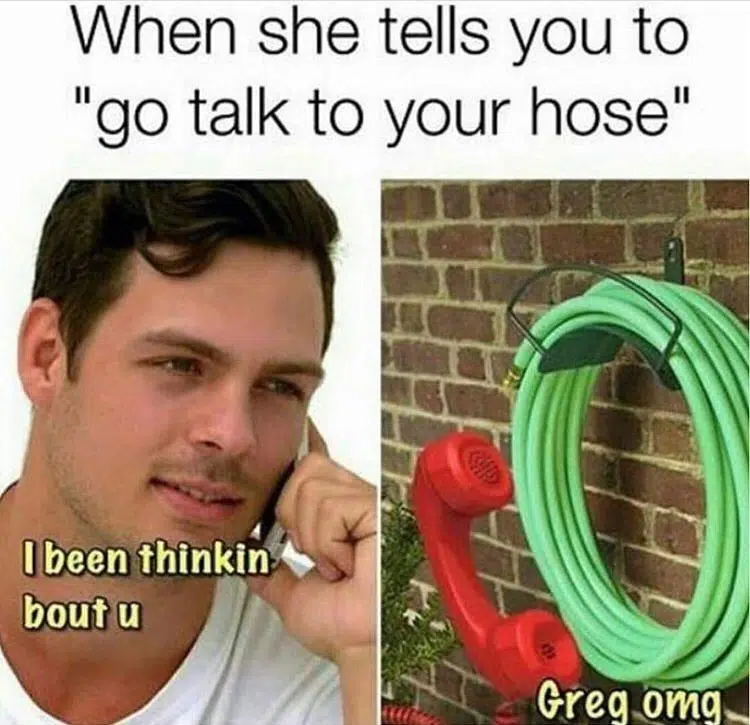 When she tells you to
"go talk to your hose"
I been thinkin
bout u
Greg omg